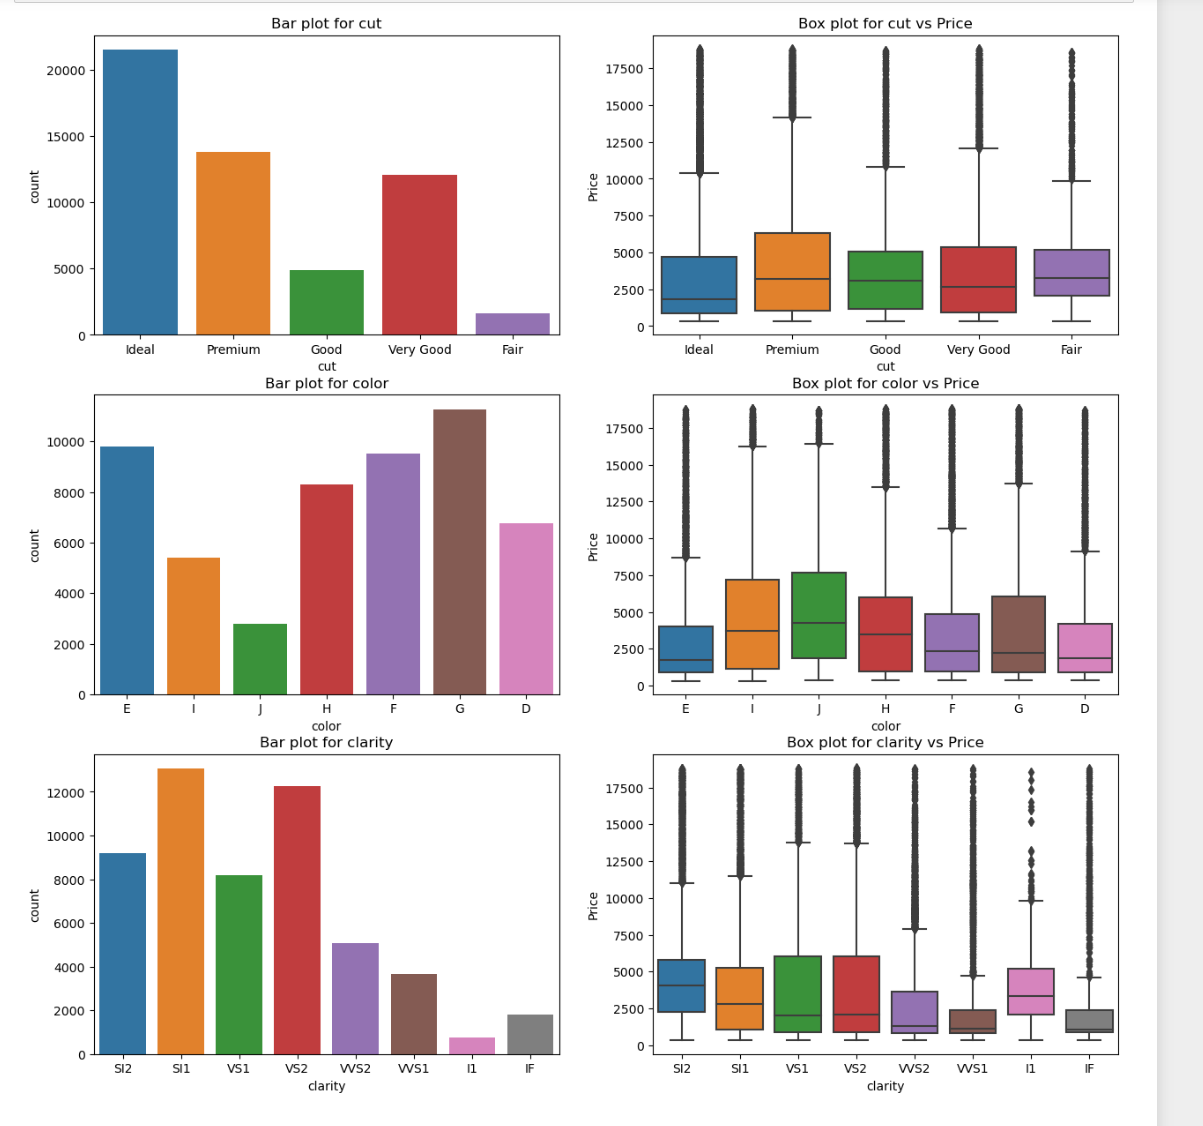 Bar plot for cut
count
20000
15000
10000
5000
0
Ideal Premium Good Very Good Fair
cut
Box plot for cut vs Price
Price
17500
15000
12500
10000
7500
5000
2500
0
Ideal Premium Good Very Good Fair
cut
Bar plot for color
count
10000
8000
6000
4000
2000
0
E I J H F G D
color
Box plot for color vs Price
Price
17500
15000
12500
10000
7500
5000
2500
0
E I J H F G D
color
Bar plot for clarity
count
12000
10000
8000
6000
4000
2000
0
SI2 SI1 VS1 VS2 VVS2 VVS1 I1 IF
clarity
Box plot for clarity vs Price
Price
17500
15000
12500
10000
7500
5000
2500
0
SI2 SI1 VS1 VS2 VVS2 VVS1 I1 IF
clarity